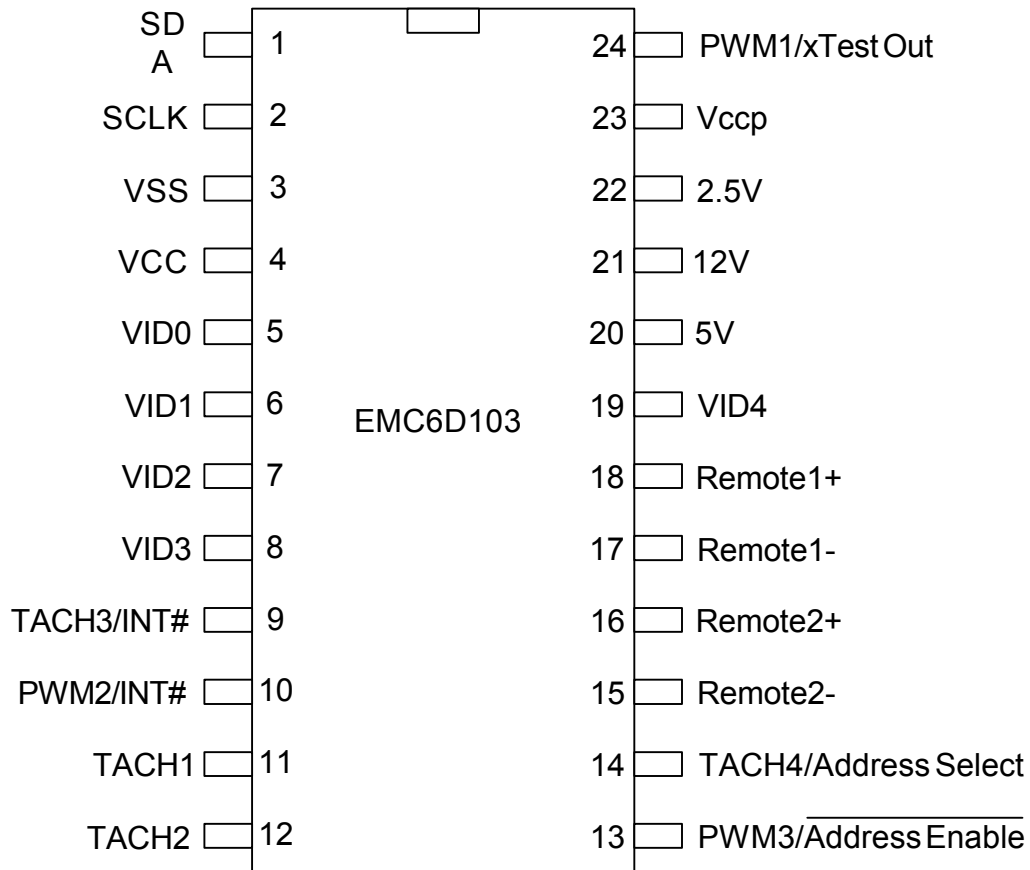 SD
A
1
24
PWM1/xTest Out
SCLK
2
23
Vccp
VSS
3
22
2.5V
VCC
4
21
12V
VID0
5
20
5V
VID1
6
19
VID4
EMC6D103
VID2
7
18
Remote1+
VID3
8
17
Remote1-
TACH3/INT#
9
16
Remote2+
PWM2/INT#
10
15
Remote2-
TACH1
11
14
TACH4/Address Select
TACH2
12
13
PWM3/Address Enable